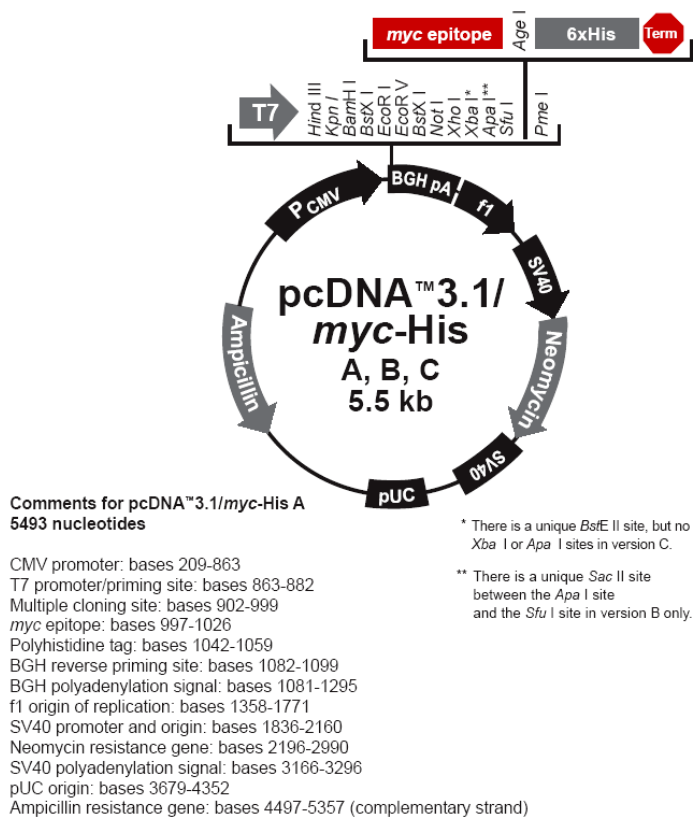 myc epitope
Age I
6xHis
Term
T7
Hind III
Kpn I
BamH I
BstX I
EcoR I
EcoR V
BstX I
Not I
Xho I
Xba I*
Apa I**
Sfu I
Pme I
P CMV
BGH pA
f1
SV40
Neomycin
SV40
pUC
Ampicillin
pcDNA™3.1/
myc-His
A, B, C
5.5 kb
Comments for pcDNA™3.1/myc-His A
5493 nucleotides
CMV promoter: bases 209-863
T7 promoter/priming site: bases 863-882
Multiple cloning site: bases 902-999
myc epitope: bases 997-1026
Polyhistidine tag: bases 1042-1059
BGH reverse priming site: bases 1082-1099
BGH polyadenylation signal: bases 1081-1295
f1 origin of replication: bases 1358-1771
SV40 promoter and origin: bases 1836-2160
Neomycin resistance gene: bases 2196-2990
SV40 polyadenylation signal: bases 3166-3296
pUC origin: bases 3679-4352
Ampicillin resistance gene: bases 4497-5357 (complementary strand)
* There is a unique BstE II site, but no
Xba I or Apa I sites in version C.
** There is a unique Sac II site
between the Apa I site
and the Sfu I site in version B only.